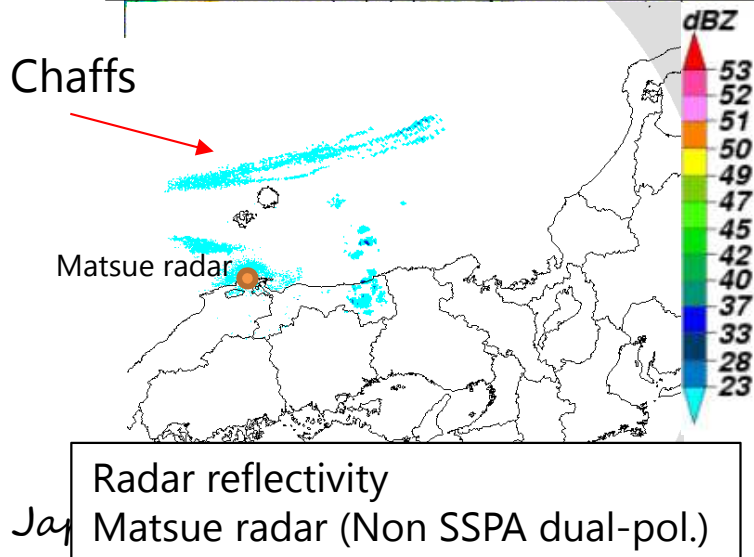 dBZ
Chaffs
53
52
51
50
49
47
45
42
40
37
33
28
23
Matsue radar
Radar reflectivity
Matsue radar (Non SSPA dual-pol.)